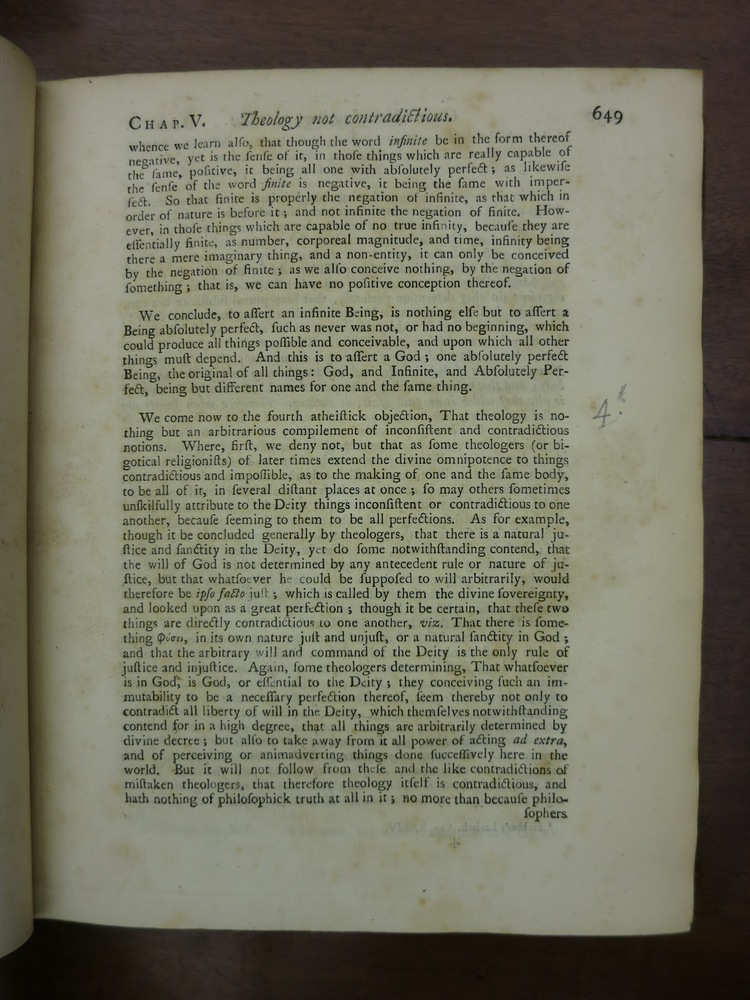 CHAP. V. Theology not contradictious. 649
whence we learn alſo, that though the word infinite be in the form thereof
negative, yet is the ſenſe of it, in thoſe things which are really capable of
the ſame, poſitive, it being all one with abſolutely perfect; as likewiſe
the ſenſe of the word finite is negative, it being the ſame with imper-
fect. So that finite is properly the negation of infinite, as that which in
order of nature is before it; and not infinite the negation of finite. How-
ever, in thoſe things which are capable of no true infinity, becauſe they are
eſſentially finite, as number, corporeal magnitude, and time, infinity being
there a mere imaginary thing, and a non-entity, it can only be conceived
by the negation of finite; as we alſo conceive nothing, by the negation of
ſomething; that is, we can have no poſitive conception thereof.
We conclude, to aſſert an infinite Being, is nothing elſe but to aſſert a
Being abſolutely perfect, ſuch as never was not, or had no beginning, which
could produce all things poſſible and conceivable, and upon which all other
things muſt depend. And this is to aſſert a God; one abſolutely perfect
Being, the original of all things: God, and Infinite, and Abſolutely Per-
fect, being but different names for one and the ſame thing.
We come now to the fourth atheiſtick objection, That theology is no-
thing but an arbitrarious compilement of inconſiſtent and contradictious
notions. Where, firſt, we deny not, but that as ſome theologers (or bi-
gotical religioniſts) of later times extend the divine omnipotence to things
contradictious and impoſſible, as to the making of one and the ſame body,
to be all of it, in ſeveral diſtant places at once; ſo may others ſometimes
unſkilfully attribute to the Deity things inconſiſtent or contradictious to one
another, becauſe ſeeming to them to be all perfections. As for example,
though it be concluded generally by theologers, that there is a natural ju-
ſtice and ſanctity in the Deity, yet do ſome notwithſtanding contend, that
the will of God is not determined by any antecedent rule or nature of ju-
ſtice, but that whatſoever he could be ſuppoſed to will arbitrarily, would
therefore be ipſo facto juſt; which is called by them the divine ſovereignty,
and looked upon as a great perfection; though it be certain, that theſe two
things are directly contradictious to one another, viz. That there is ſome-
thing φύσει, in its own nature juſt and unjuſt, or a natural ſanctity in God;
and that the arbitrary will and command of the Deity is the only rule of
juſtice and injuſtice. Again, ſome theologers determining, That whatſoever
is in God, is God, or eſſential to the Deity; they conceiving ſuch an im-
mutability to be a neceſſary perfection thereof, ſeem thereby not only to
contradict all liberty of will in the Deity, which themſelves notwithſtanding
contend for in a high degree, that all things are arbitrarily determined by
divine decree; but alſo to take away from it all power of acting ad extra,
and of perceiving or animadverting things done ſucceſſively here in the
world. But it will not follow from theſe and the like contradictions of
miſtaken theologers, that therefore theology itſelf is contradictious, and
hath nothing of philoſophick truth at all in it; no more than becauſe philo-
ſophers
4.